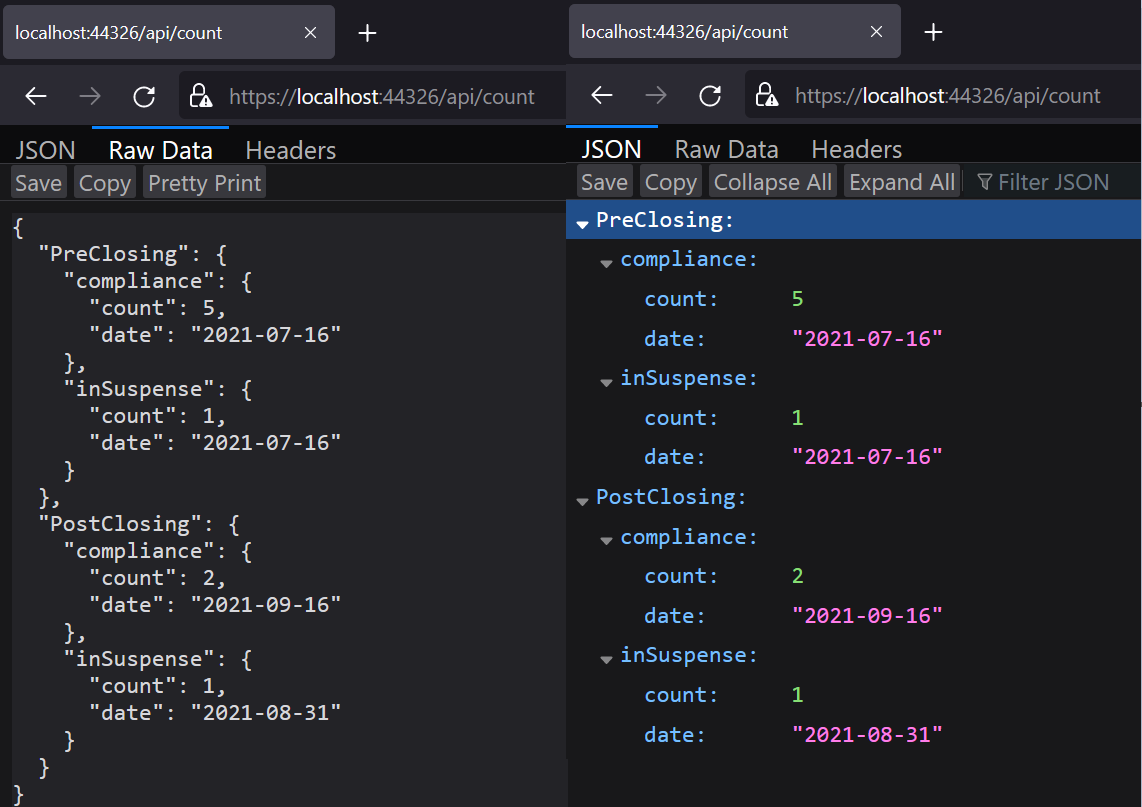 localhost:44326/api/count
https://localhost:44326/api/count
JSON Raw Data Headers
Save Copy Pretty Print
{
  "PreClosing": {
    "compliance": {
      "count": 5,
      "date": "2021-07-16"
    },
    "inSuspense": {
      "count": 1,
      "date": "2021-07-16"
    }
  },
  "PostClosing": {
    "compliance": {
      "count": 2,
      "date": "2021-09-16"
    },
    "inSuspense": {
      "count": 1,
      "date": "2021-08-31"
    }
  }
}
localhost:44326/api/count
https://localhost:44326/api/count
JSON Raw Data Headers
Save Copy Collapse All Expand All Filter JSON
PreClosing:
compliance:
count: 5
date: "2021-07-16"
inSuspense:
count: 1
date: "2021-07-16"
PostClosing:
compliance:
count: 2
date: "2021-09-16"
inSuspense:
count: 1
date: "2021-08-31"